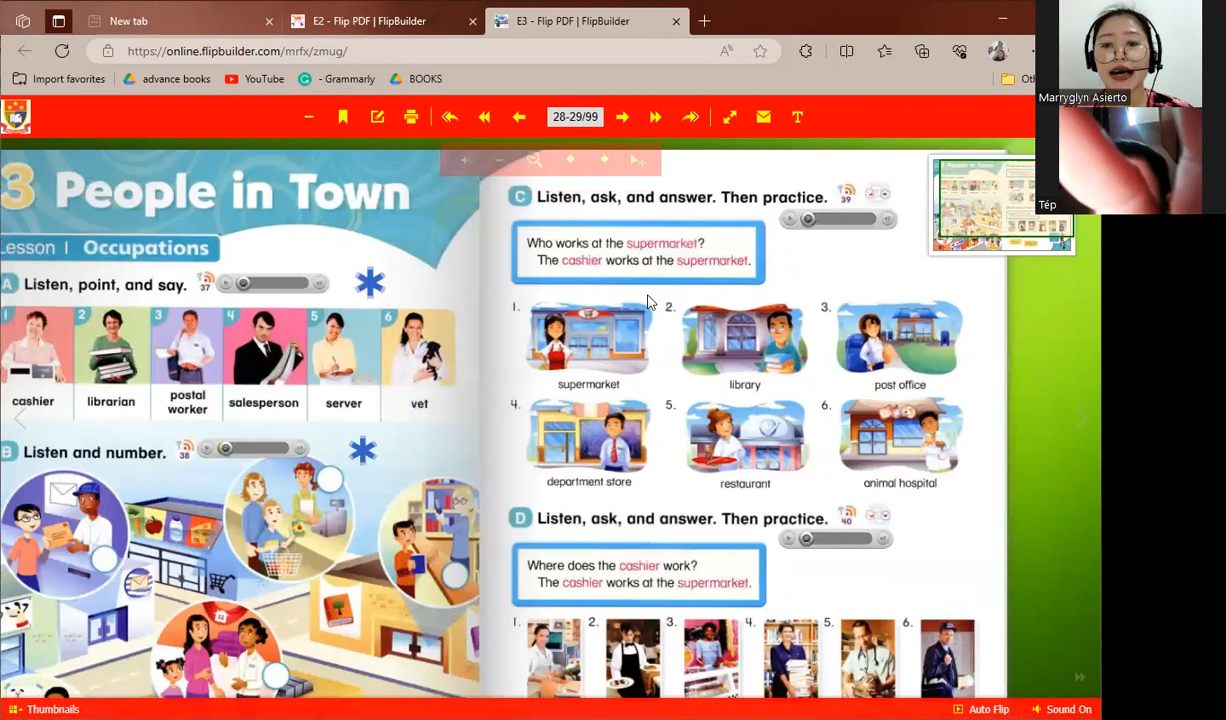 New tab
E2 - Flip PDF | FlipBuilder
E3 - Flip PDF | FlipBuilder
https://online.flipbuilder.com/mrfx/zmug/
Import favorites
advance books
YouTube
- Grammarly
BOOKS
Marryglyn Asierto
Tép
28-29/99
3 People in Town
Lesson 1 Occupations
A Listen, point, and say.
37
1 2 3 4 5 6
cashier
librarian
postal worker
salesperson
server
vet
B Listen and number.
38
C Listen, ask, and answer. Then practice.
39
Who works at the supermarket?
The cashier works at the supermarket.
1. 2. 3.
supermarket
library
post office
4. 5. 6.
department store
restaurant
animal hospital
D Listen, ask, and answer. Then practice.
40
Where does the cashier work?
The cashier works at the supermarket.
1. 2. 3. 4. 5. 6.
Thumbnails
Auto Flip
Sound On